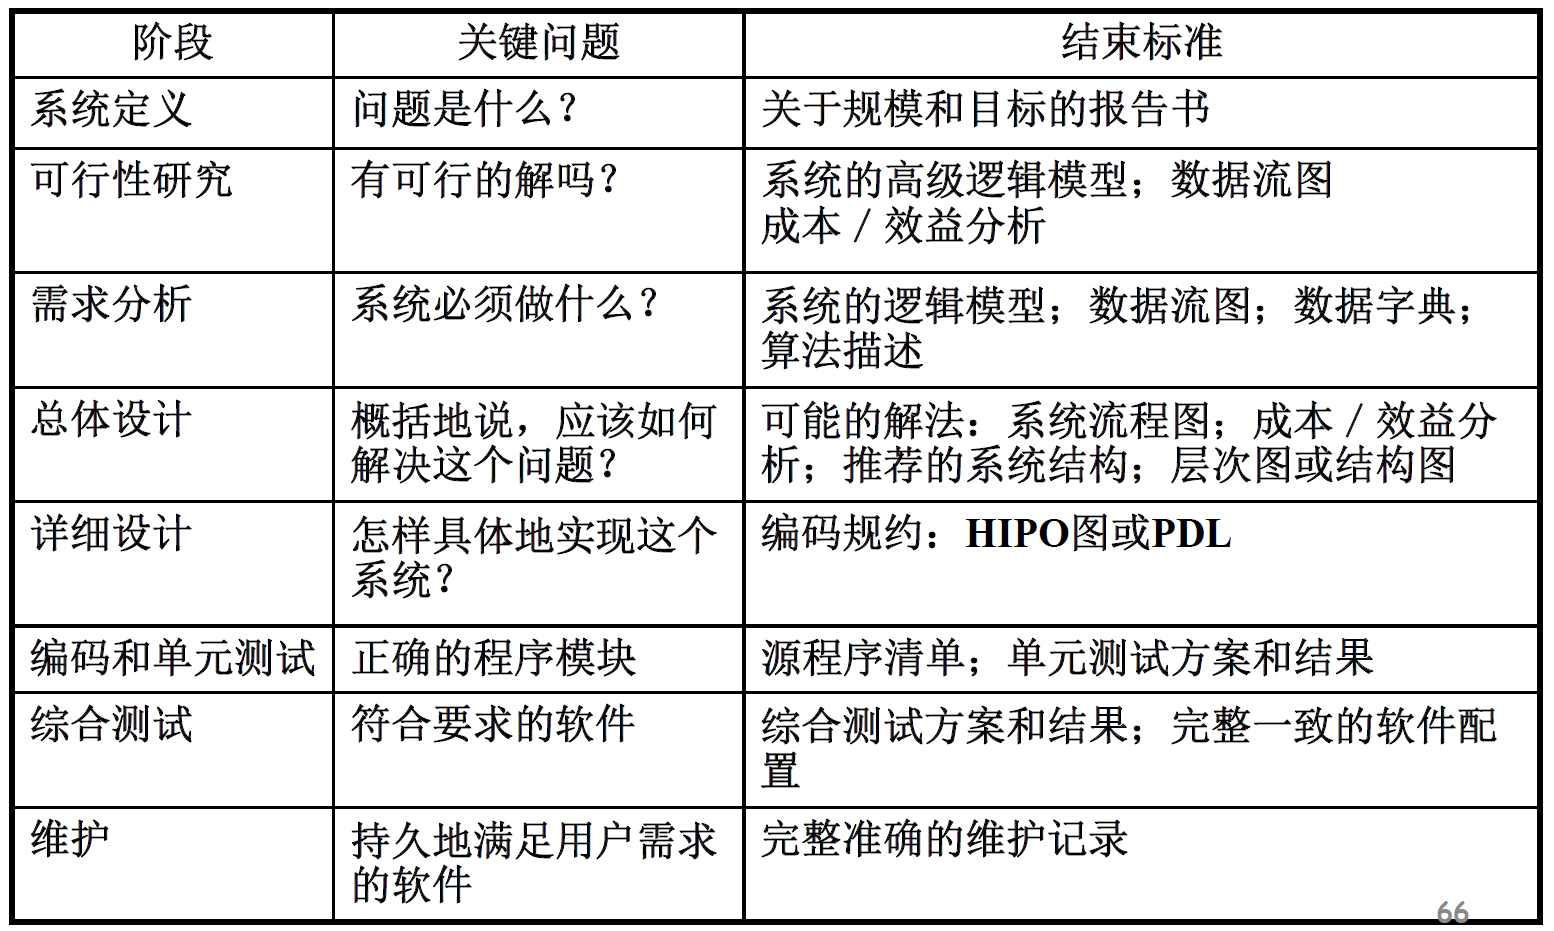 阶段 关键问题 结束标准
系统定义 问题是什么？ 关于规模和目标的报告书
可行性研究 有可行的解吗？ 系统的高级逻辑模型；数据流图
成本／效益分析
需求分析 系统必须做什么？ 系统的逻辑模型；数据流图；数据字典；
算法描述
总体设计 概括地说，应该如何 可能的解法：系统流程图；成本／效益分
解决这个问题？ 析；推荐的系统结构；层次图或结构图
详细设计 怎样具体地实现这个 编码规约：HIPO图或PDL
系统？
编码和单元测试 正确的程序模块 源程序清单；单元测试方案和结果
综合测试 符合要求的软件 综合测试方案和结果；完整一致的软件配
置
维护 持久地满足用户需求 完整准确的维护记录
的软件
66